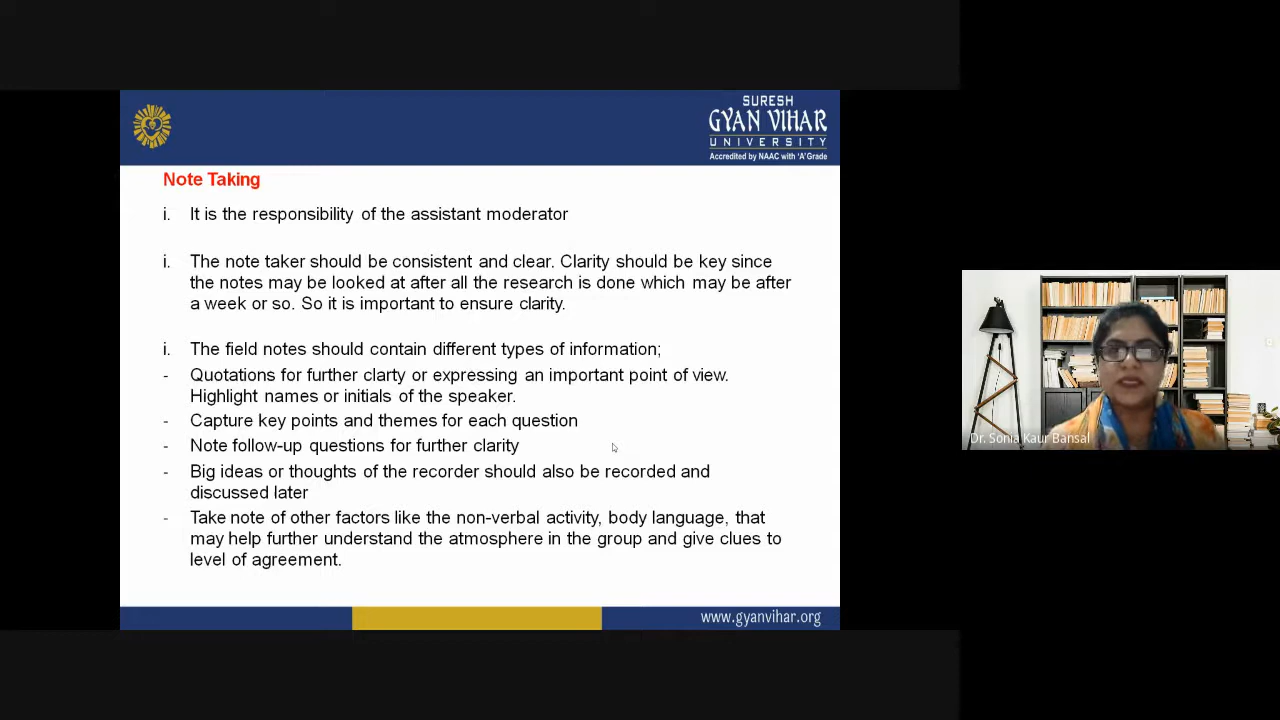 SURESH
GYAN VIHAR
UNIVERSITY
Accredited by NAAC with 'A'Grade
Note Taking
i. It is the responsibility of the assistant moderator
i. The note taker should be consistent and clear. Clarity should be key since
the notes may be looked at after all the research is done which may be after
a week or so. So it is important to ensure clarity.
i. The field notes should contain different types of information;
- Quotations for further clarty or expressing an important point of view.
Highlight names or initials of the speaker.
- Capture key points and themes for each question
- Note follow-up questions for further clarity
- Big ideas or thoughts of the recorder should also be recorded and
discussed later
- Take note of other factors like the non-verbal activity, body language, that
may help further understand the atmosphere in the group and give clues to
level of agreement.
www.gyanvihar.org
Dr. Sonia Kaur Bansal